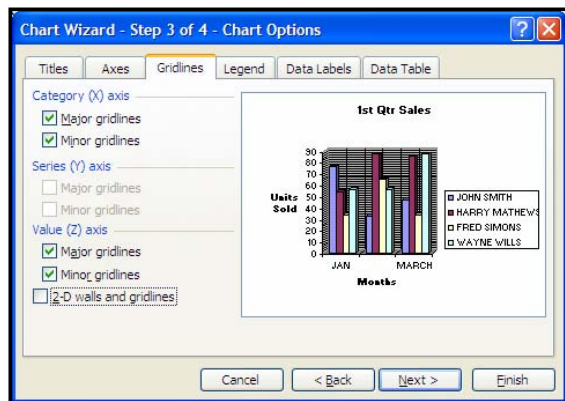 Chart Wizard - Step 3 of 4 - Chart Options
Titles
Axes
Gridlines
Legend
Data Labels
Data Table
Category (X) axis
Major gridlines
Minor gridlines
Series (Y) axis
Major gridlines
Minor gridlines
Value (Z) axis
Major gridlines
Minor gridlines
2-D walls and gridlines
1st Qtr Sales
90
80
70
60
50
40
30
20
10
0
Units
Sold
JAN
MARCH
Months
JOHN SMITH
HARRY MATHEWS
FRED SIMONS
WAYNE WILLS
Cancel
< Back
Next >
Finish